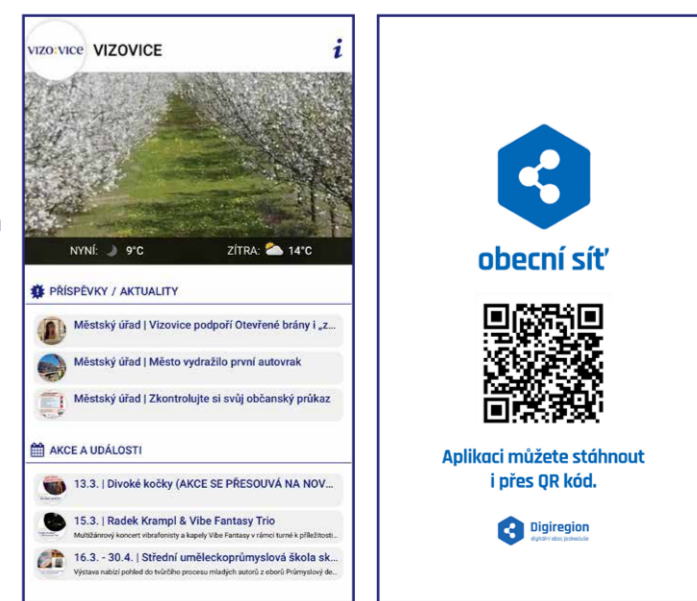 vizo:vice VIZOVICE i
NYNÍ: 9°C ZÍTRA: 14°C
PŘÍSPĚVKY / AKTUALITY
Městský úřad | Vizovice podpoří Otevřené brány i „z...
Městský úřad | Město vydražilo první autovrak
Městský úřad | Zkontrolujte si svůj občanský průkaz
AKCE A UDÁLOSTI
13.3. | Divoké kočky (AKCE SE PŘESOUVÁ NA NOV...
15.3. | Radek Krampl & Vibe Fantasy Trio
Multižánrový koncert vibrafonisty a kapely Vibe Fantasy v rámci turné k příležitosti...
16.3. - 30.4. | Střední uměleckoprůmyslová škola sk...
Výstava nabízí pohled do tvůrčího procesu mladých autorů z oborů Průmyslový de...
obecní síť
Aplikaci můžete stáhnout
i přes QR kód.
Digiregion